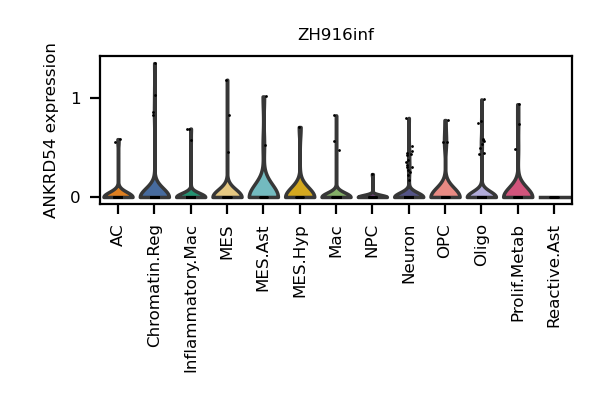 ZH916inf
ANKRD54 expression
1
0
AC
Chromatin.Reg
Inflammatory.Mac
MES
MES.Ast
MES.Hyp
Mac
NPC
Neuron
OPC
Oligo
Prolif.Metab
Reactive.Ast